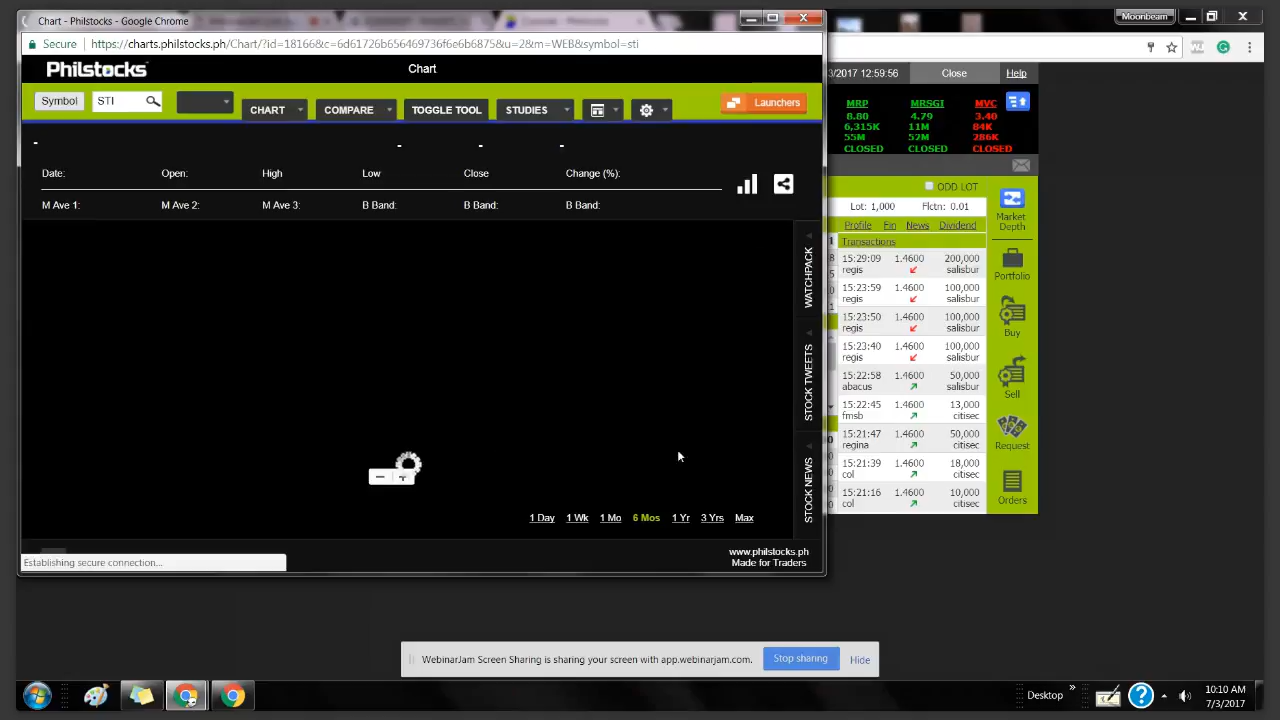 Chart - Philstocks - Google Chrome
Moonbeam
Secure
https://charts.philstocks.ph/Chart/?id=18166&c=6d61726b656469736f6e6b6875&u=2&m=WEB&symbol=sti
Philstocks
Chart
3/2017 12:59:56
Close
Help
Symbol
STI
CHART
COMPARE
TOGGLE TOOL
STUDIES
Launchers
MRP
MRSGI
MVC
8.80
4.79
3.40
6,315K
11M
84K
55M
52M
286K
CLOSED
CLOSED
CLOSED
-
- - -
Date: Open: High Low Close Change (%):
M Ave 1: M Ave 2: M Ave 3: B Band: B Band: B Band:
ODD LOT
Lot: 1,000 Flctn: 0.01
Profile Fin News Dividend
Transactions
15:29:09 1.4600 200,000
regis salisbur
15:23:59 1.4600 100,000
regis salisbur
15:23:50 1.4600 100,000
regis salisbur
15:23:40 1.4600 100,000
regis salisbur
15:22:58 1.4600 50,000
abacus salisbur
15:22:45 1.4600 13,000
fmsb citisec
15:21:47 1.4600 50,000
regina citisec
15:21:39 1.4600 18,000
col citisec
15:21:16 1.4600 10,000
col citisec
Market
Depth
Portfolio
Buy
Sell
Request
Orders
WATCHPACK
STOCK TWEETS
STOCK NEWS
1 Day 1 Wk 1 Mo 6 Mos 1 Yr 3 Yrs Max
www.philstocks.ph
Made for Traders
Establishing secure connection...
WebinarJam Screen Sharing is sharing your screen with app.webinarjam.com.
Stop sharing
Hide
Desktop
10:10 AM
7/3/2017